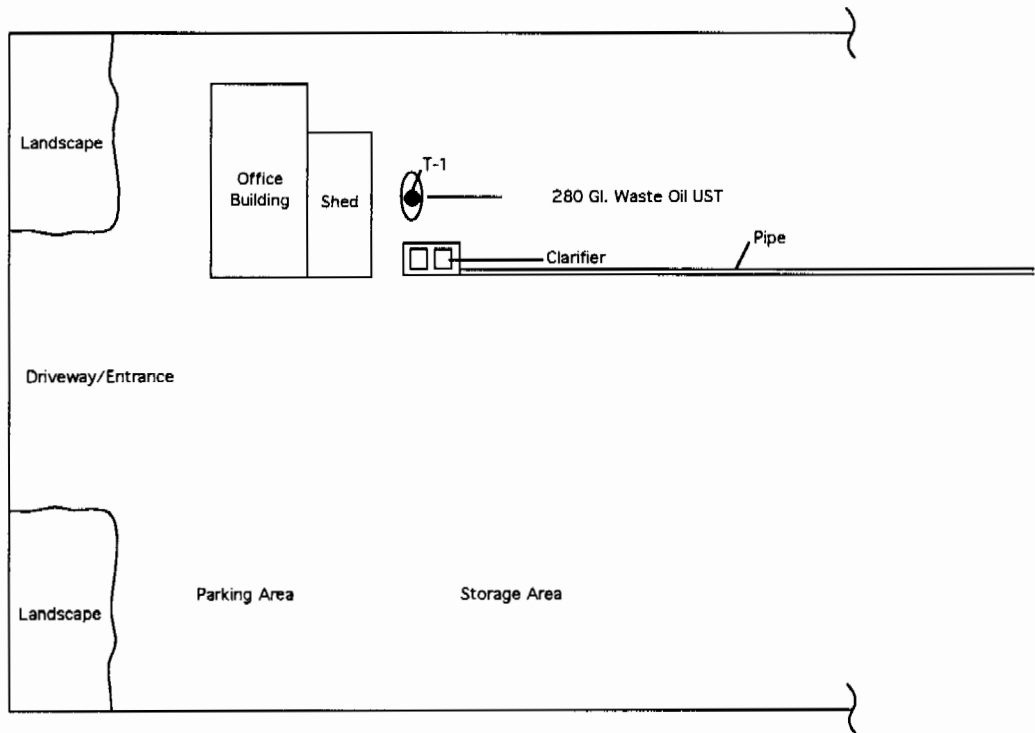 Landscape
Office
Building
Shed
T-1
280 Gl. Waste Oil UST
Pipe
Clarifier
Driveway/Entrance
Landscape
Parking Area
Storage Area